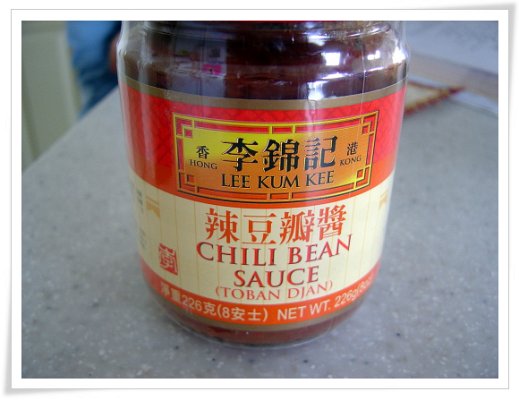 香 李錦記 港
HONG LEE KUM KEE KONG
辣豆瓣醬
CHILI BEAN
SAUCE
(TOBAN DJAN)
淨重226克(8安士) NET WT. 226g(8oz